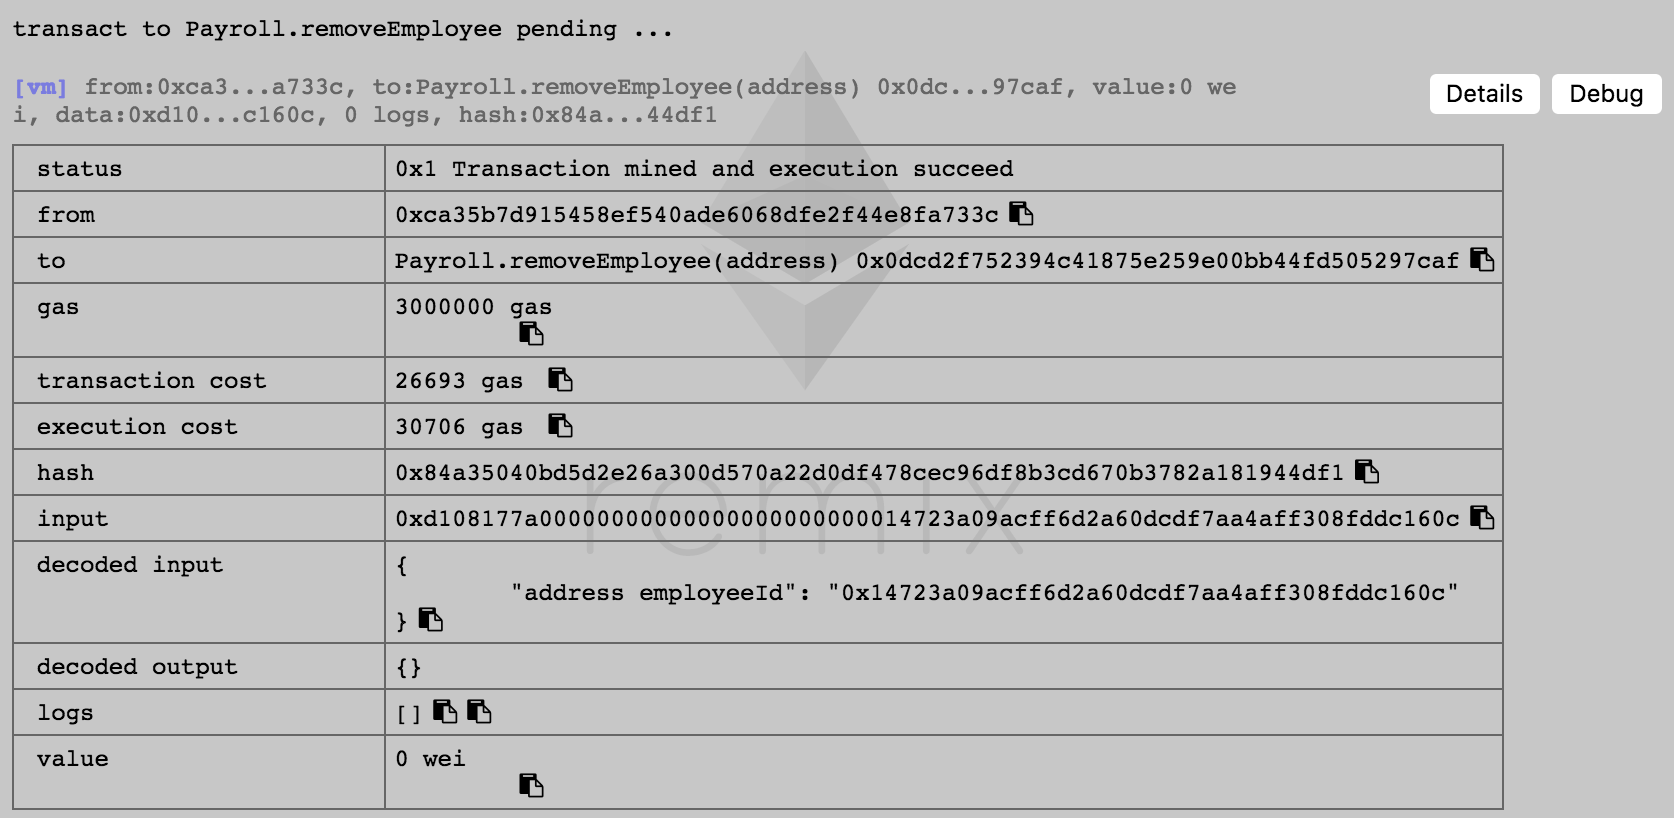 transact to Payroll.removeEmployee pending ...
[vm] from:0xca3...a733c, to:Payroll.removeEmployee(address) 0x0dc...97caf, value:0 we
i, data:0xd10...c160c, 0 logs, hash:0x84a...44df1
Details Debug
status 0x1 Transaction mined and execution succeed
from 0xca35b7d915458ef540ade6068dfe2f44e8fa733c
to Payroll.removeEmployee(address) 0x0dcd2f752394c41875e259e00bb44fd505297caf
gas 3000000 gas
transaction cost 26693 gas
execution cost 30706 gas
hash 0x84a35040bd5d2e26a300d570a22d0df478cec96df8b3cd670b3782a181944df1
remix
input 0xd108177a00000000000000000000000014723a09acff6d2a60dcdf7aa4aff308fddc160c
decoded input {
"address employeeId": "0x14723a09acff6d2a60dcdf7aa4aff308fddc160c"
}
decoded output {}
logs []
value 0 wei